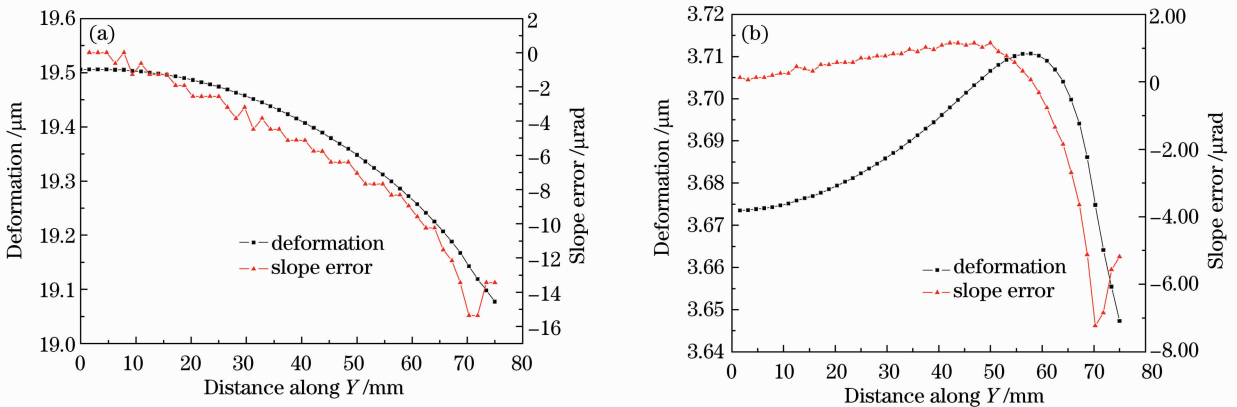 (a)
19.6
19.5
19.4
19.3
19.2
19.1
19.0
Deformation /μm
2
0
−2
−4
−6
−8
−10
−12
−14
−16
Slope error /μrad
deformation
slope error
0 10 20 30 40 50 60 70 80
Distance along Y /mm
(b)
3.72
3.71
3.70
3.69
3.68
3.67
3.66
3.65
3.64
Deformation /μm
2.00
0
−2.00
−4.00
−6.00
−8.00
Slope error /μrad
deformation
slope error
0 10 20 30 40 50 60 70 80
Distance along Y /mm